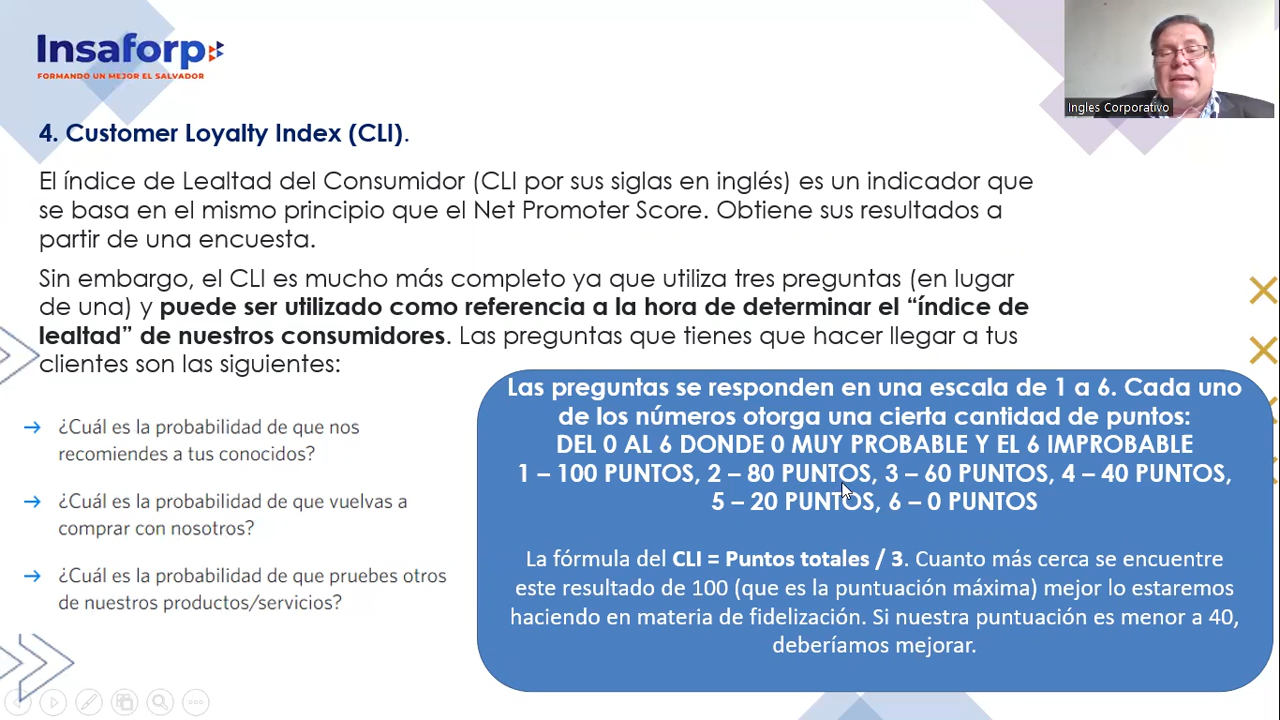 Insaforp
FORMANDO UN MEJOR EL SALVADOR
Ingles Corporativo
4. Customer Loyalty Index (CLI).
El índice de Lealtad del Consumidor (CLI por sus siglas en inglés) es un indicador que
se basa en el mismo principio que el Net Promoter Score. Obtiene sus resultados a
partir de una encuesta.
Sin embargo, el CLI es mucho más completo ya que utiliza tres preguntas (en lugar
de una) y puede ser utilizado como referencia a la hora de determinar el “índice de
lealtad” de nuestros consumidores. Las preguntas que tienes que hacer llegar a tus
clientes son las siguientes:
¿Cuál es la probabilidad de que nos
recomiendes a tus conocidos?
¿Cuál es la probabilidad de que vuelvas a
comprar con nosotros?
¿Cuál es la probabilidad de que pruebes otros
de nuestros productos/servicios?
Las preguntas se responden en una escala de 1 a 6. Cada uno
de los números otorga una cierta cantidad de puntos:
DEL 0 AL 6 DONDE 0 MUY PROBABLE Y EL 6 IMPROBABLE
1 – 100 PUNTOS, 2 – 80 PUNTOS, 3 – 60 PUNTOS, 4 – 40 PUNTOS,
5 – 20 PUNTOS, 6 – 0 PUNTOS
La fórmula del CLI = Puntos totales / 3. Cuanto más cerca se encuentre
este resultado de 100 (que es la puntuación máxima) mejor lo estaremos
haciendo en materia de fidelización. Si nuestra puntuación es menor a 40,
deberíamos mejorar.